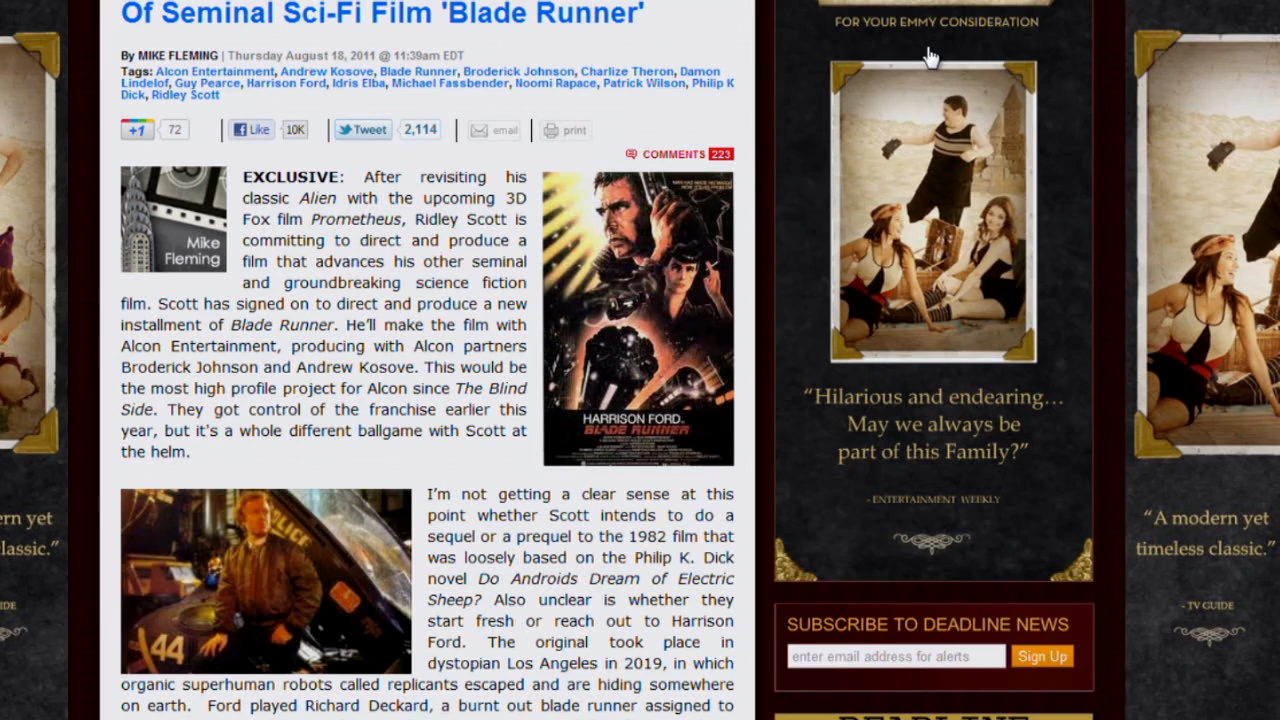 Of Seminal Sci-Fi Film 'Blade Runner'
By MIKE FLEMING | Thursday August 18, 2011 @ 11:39am EDT
Tags: Alcon Entertainment, Andrew Kosove, Blade Runner, Broderick Johnson, Charlize Theron, Damon
Lindelof, Guy Pearce, Harrison Ford, Idris Elba, Michael Fassbender, Noomi Rapace, Patrick Wilson, Philip K
Dick, Ridley Scott
+1 72 Like 10K Tweet 2,114 email print
COMMENTS 223
Mike
Fleming
EXCLUSIVE: After revisiting his
classic Alien with the upcoming 3D
Fox film Prometheus, Ridley Scott is
committing to direct and produce a
film that advances his other seminal
and groundbreaking science fiction
film. Scott has signed on to direct and produce a new
installment of Blade Runner. He'll make the film with
Alcon Entertainment, producing with Alcon partners
Broderick Johnson and Andrew Kosove. This would be
the most high profile project for Alcon since The Blind
Side. They got control of the franchise earlier this
year, but it's a whole different ballgame with Scott at
the helm.
HARRISON FORD
BLADE RUNNER
POLICE
44
I'm not getting a clear sense at this
point whether Scott intends to do a
sequel or a prequel to the 1982 film that
was loosely based on the Philip K. Dick
novel Do Androids Dream of Electric
Sheep? Also unclear is whether they
start fresh or reach out to Harrison
Ford. The original took place in
dystopian Los Angeles in 2019, in which
organic superhuman robots called replicants escaped and are hiding somewhere
on earth. Ford played Richard Deckard, a burnt out blade runner assigned to
FOR YOUR EMMY CONSIDERATION
“Hilarious and endearing…
May we always be
part of this Family?”
- ENTERTAINMENT WEEKLY
SUBSCRIBE TO DEADLINE NEWS
enter email address for alerts Sign Up
DEADLINE
ern yet
lassic.”
IDE
“A modern yet
timeless classic.”
- TV GUIDE